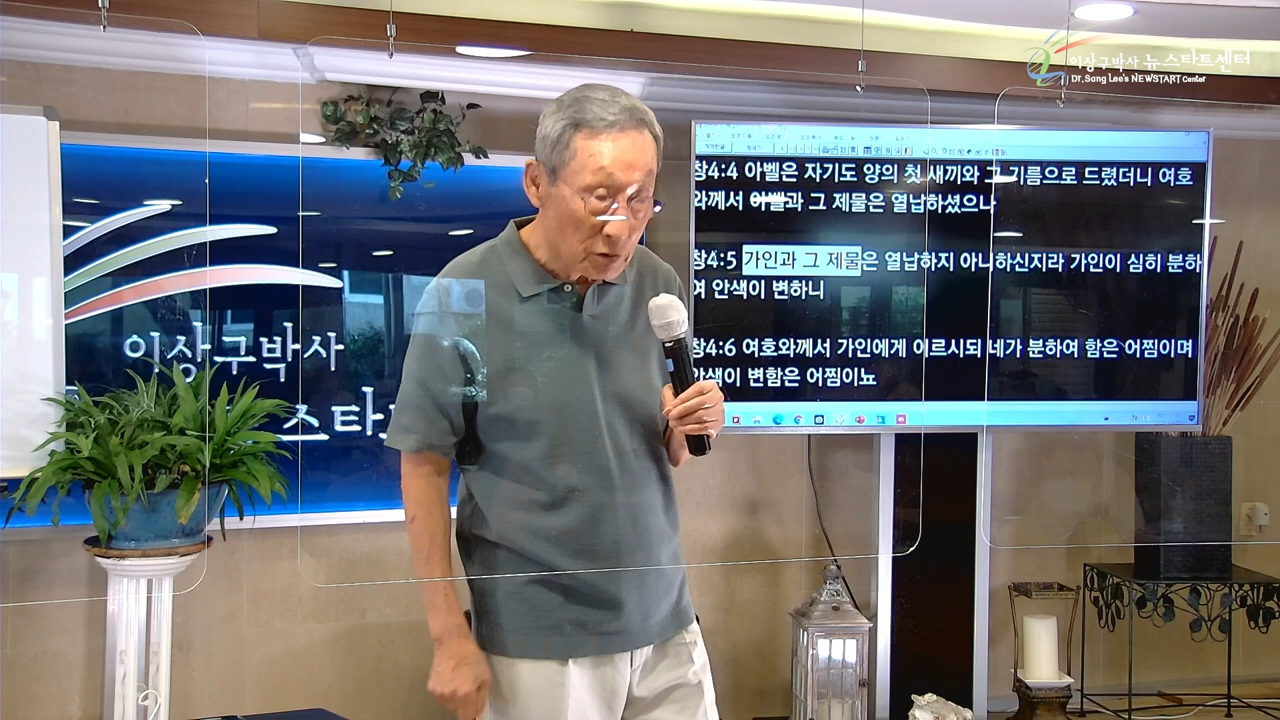 이상구박사 뉴스타트센터
Dr. Sang Lee's NEWSTART Center
창4:4 아벨은 자기도 양의 첫 새끼와 그 기름으로 드렸더니 여호
와께서 아벨과 그 제물은 열납하셨으나
창4:5 가인과 그 제물은 열납하지 아니하신지라 가인이 심히 분하
여 안색이 변하니
창4:6 여호와께서 가인에게 이르시되 네가 분하여 함은 어찜이며
안색이 변함은 어찜이뇨
이상구박사
스타